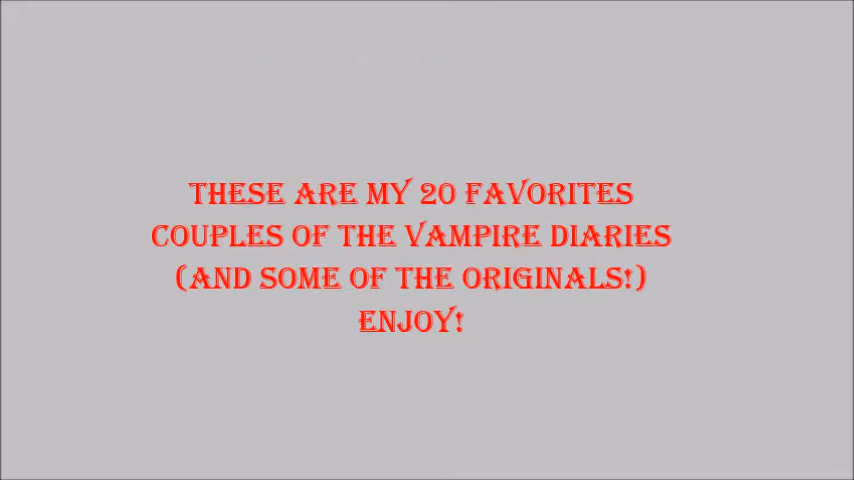 THESE ARE MY 20 FAVORITES
COUPLES OF THE VAMPIRE DIARIES
(AND SOME OF THE ORIGINALS!)
ENJOY!